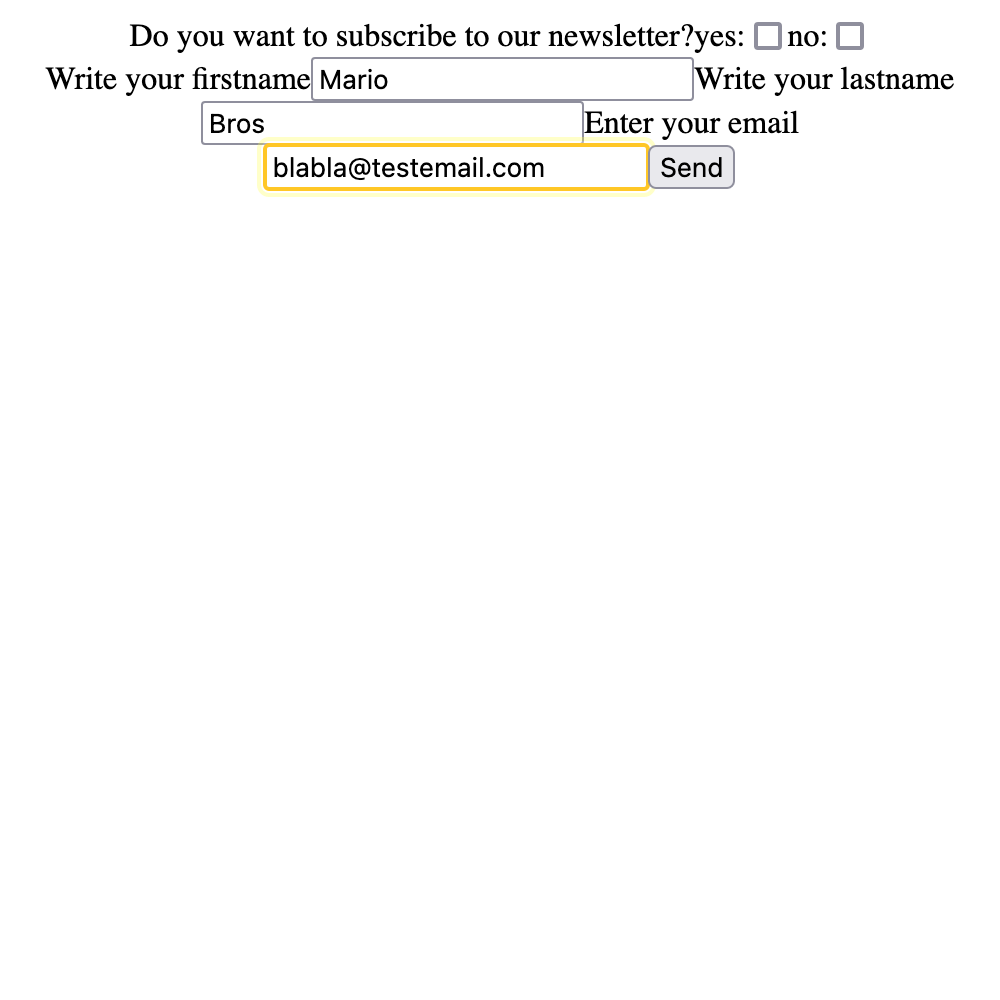 Do you want to subscribe to our newsletter?yes: no:
Write your firstname Mario Write your lastname
Bros Enter your email
blabla@testemail.com Send